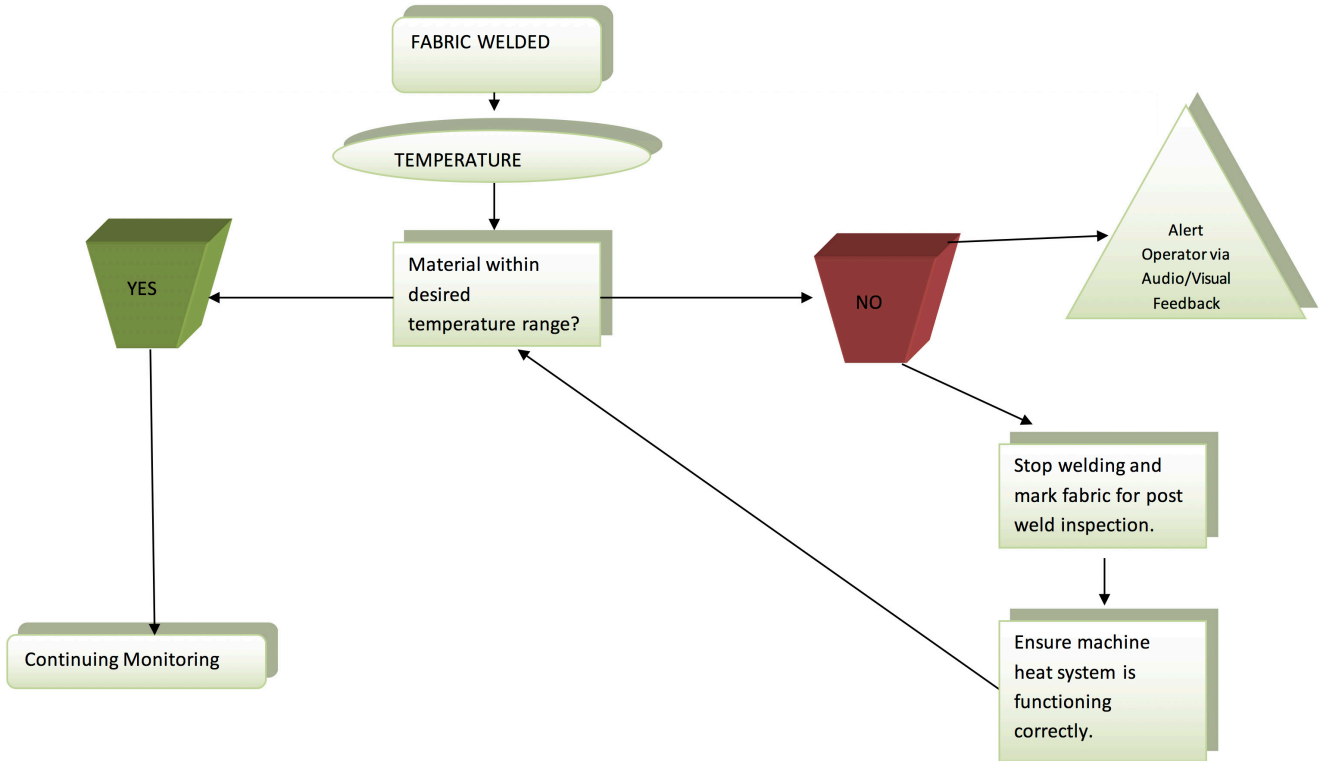 FABRIC WELDED
TEMPERATURE
YES
Material within
desired
temperature range?
NO
Alert
Operator via
Audio/Visual
Feedback
Stop welding and
mark fabric for post
weld inspection.
Continuing Monitoring
Ensure machine
heat system is
functioning
correctly.